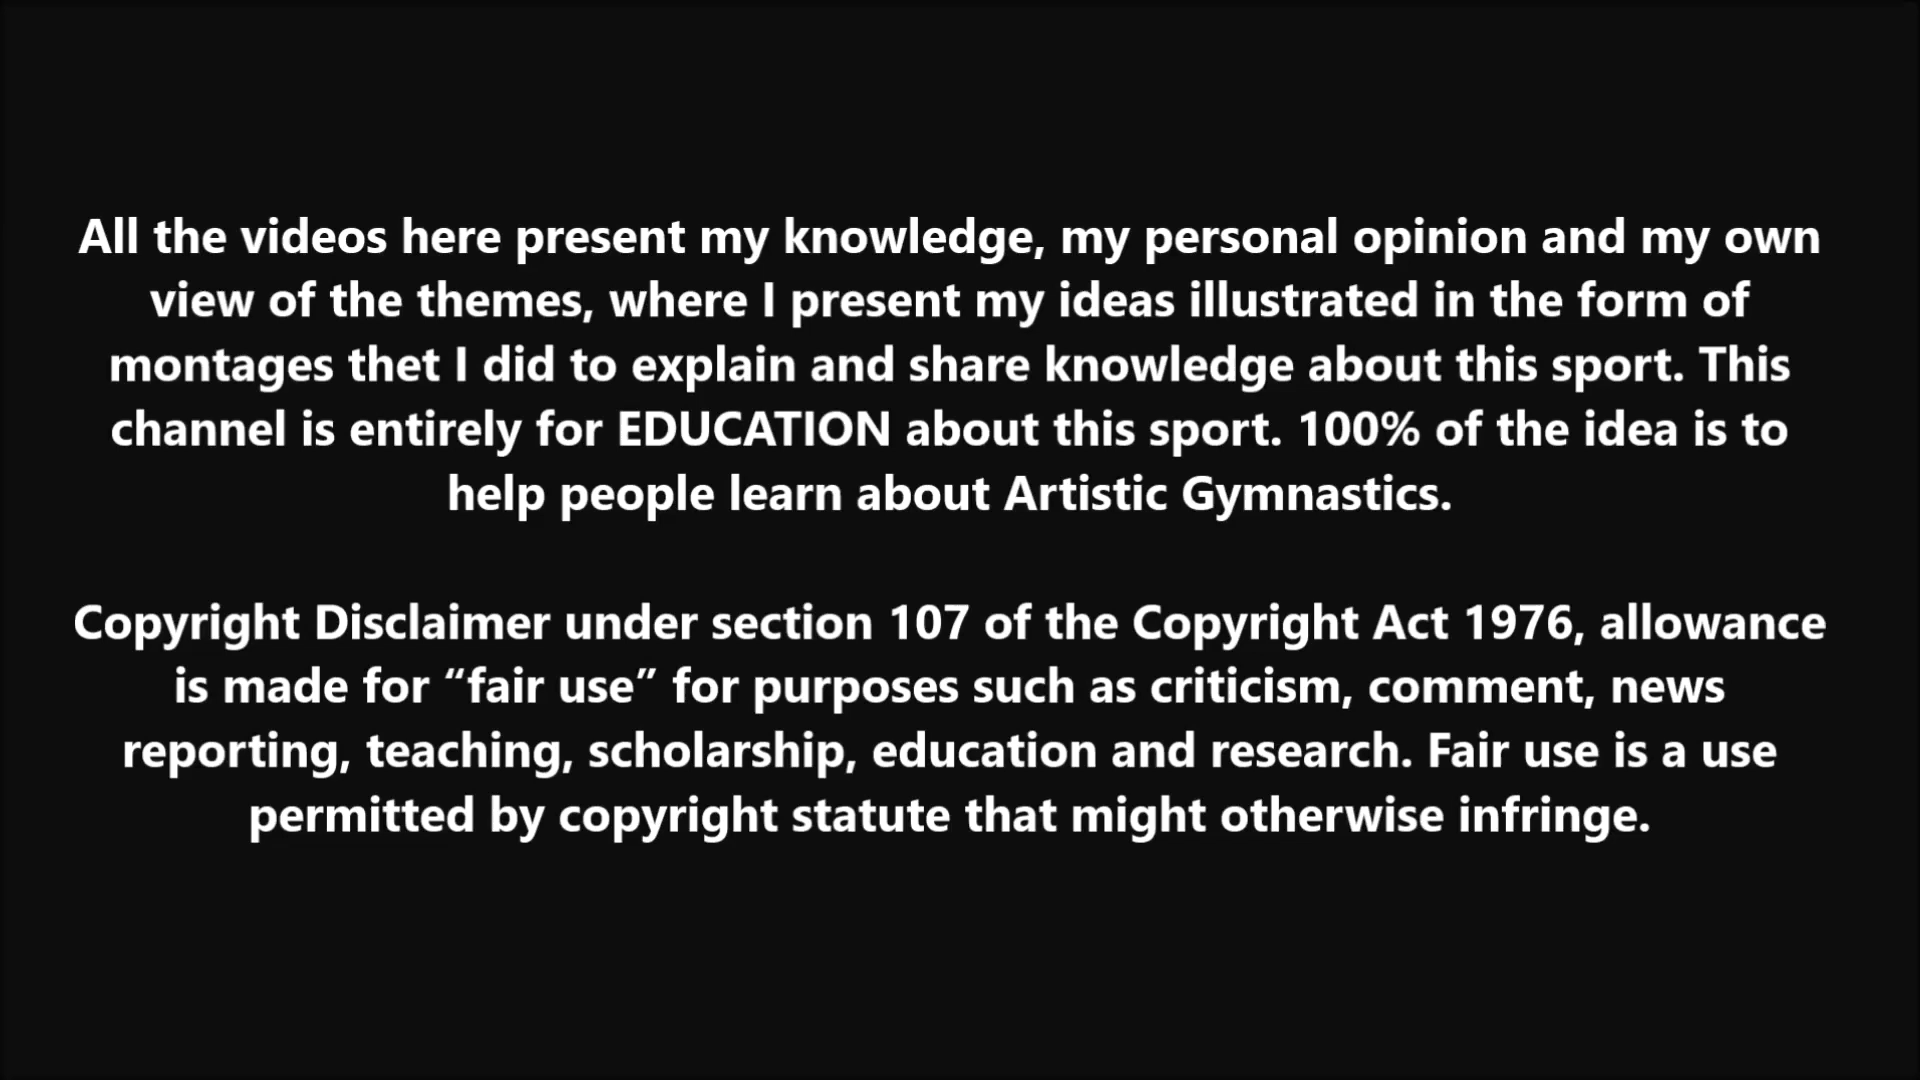 All the videos here present my knowledge, my personal opinion and my own
view of the themes, where I present my ideas illustrated in the form of
montages thet I did to explain and share knowledge about this sport. This
channel is entirely for EDUCATION about this sport. 100% of the idea is to
help people learn about Artistic Gymnastics.
Copyright Disclaimer under section 107 of the Copyright Act 1976, allowance
is made for “fair use” for purposes such as criticism, comment, news
reporting, teaching, scholarship, education and research. Fair use is a use
permitted by copyright statute that might otherwise infringe.